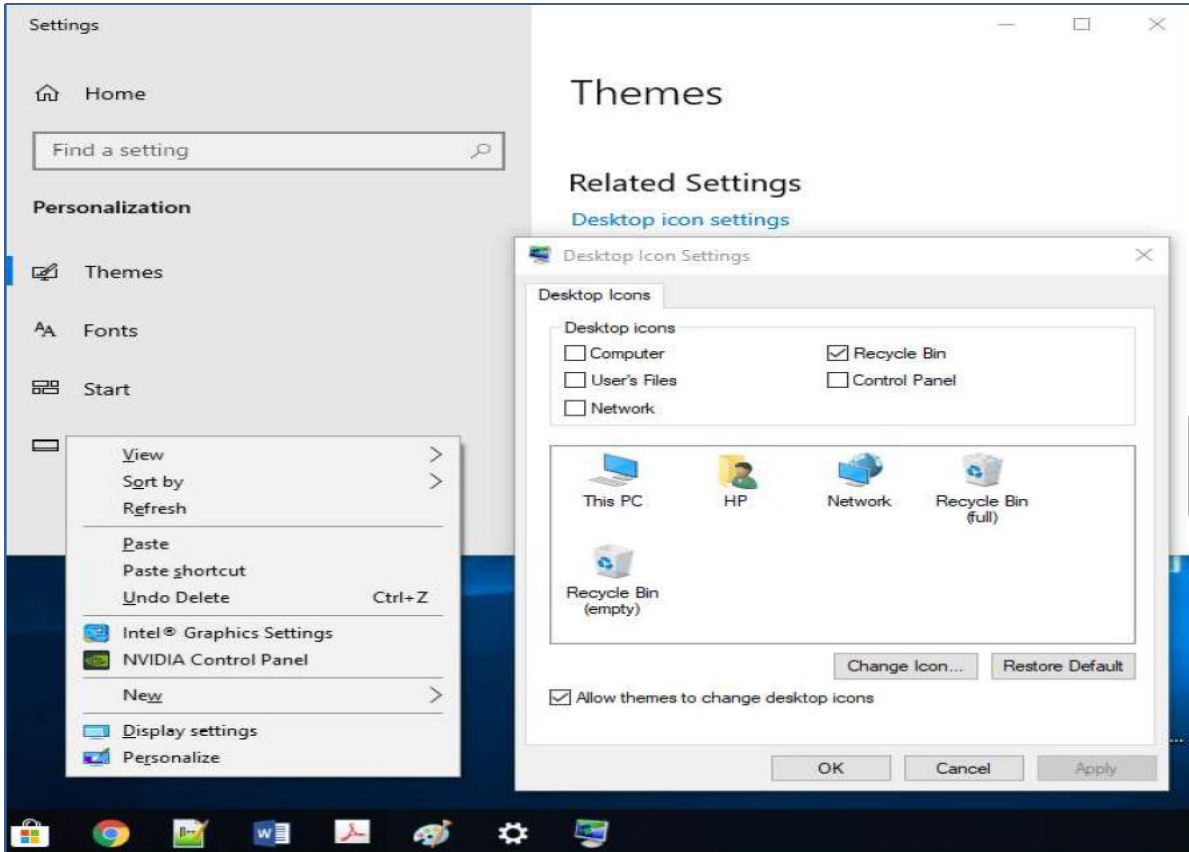 Settings
Home
Find a setting
Personalization
Themes
Fonts
Start
Themes
Related Settings
Desktop icon settings
Desktop Icon Settings
Desktop Icons
Desktop icons
Computer
Recycle Bin
User's Files
Control Panel
Network
This PC
HP
Network
Recycle Bin
(full)
Recycle Bin
(empty)
Change Icon...
Restore Default
Allow themes to change desktop icons
OK
Cancel
Apply
View
Sort by
Refresh
Paste
Paste shortcut
Undo Delete Ctrl+Z
Intel® Graphics Settings
NVIDIA Control Panel
New
Display settings
Personalize